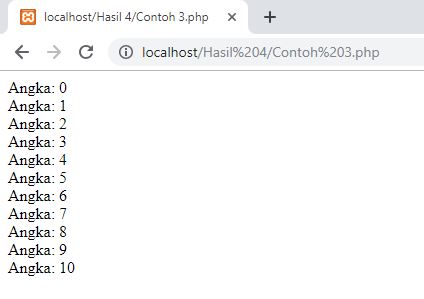 localhost/Hasil 4/Contoh 3.php
localhost/Hasil%204/Contoh%203.php
Angka: 0
Angka: 1
Angka: 2
Angka: 3
Angka: 4
Angka: 5
Angka: 6
Angka: 7
Angka: 8
Angka: 9
Angka: 10